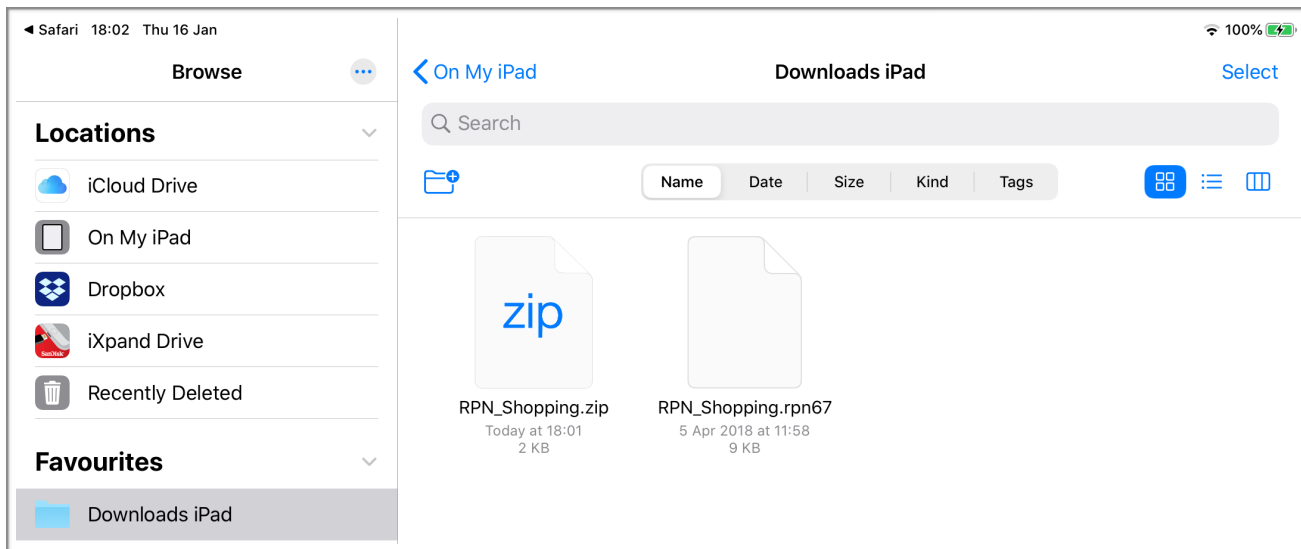 Safari 18:02 Thu 16 Jan
100%
Browse
On My iPad
Downloads iPad
Select
Locations
Search
iCloud Drive
Name Date Size Kind Tags
On My iPad
Dropbox
iXpand Drive
SanDisk
Recently Deleted
Favourites
Downloads iPad
zip
RPN_Shopping.zip
Today at 18:01
2 KB
RPN_Shopping.rpn67
5 Apr 2018 at 11:58
9 KB